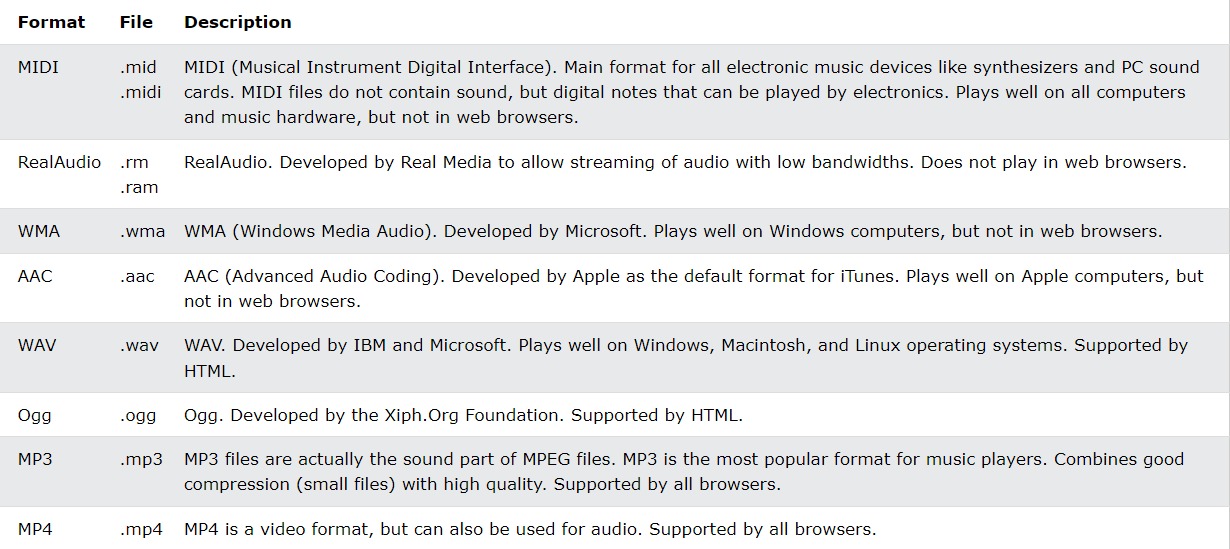 Format File Description
MIDI .mid MIDI (Musical Instrument Digital Interface). Main format for all electronic music devices like synthesizers and PC sound
.midi cards. MIDI files do not contain sound, but digital notes that can be played by electronics. Plays well on all computers
and music hardware, but not in web browsers.
RealAudio .rm RealAudio. Developed by Real Media to allow streaming of audio with low bandwidths. Does not play in web browsers.
.ram
WMA .wma WMA (Windows Media Audio). Developed by Microsoft. Plays well on Windows computers, but not in web browsers.
AAC .aac AAC (Advanced Audio Coding). Developed by Apple as the default format for iTunes. Plays well on Apple computers, but
not in web browsers.
WAV .wav WAV. Developed by IBM and Microsoft. Plays well on Windows, Macintosh, and Linux operating systems. Supported by
HTML.
Ogg .ogg Ogg. Developed by the Xiph.Org Foundation. Supported by HTML.
MP3 .mp3 MP3 files are actually the sound part of MPEG files. MP3 is the most popular format for music players. Combines good
compression (small files) with high quality. Supported by all browsers.
MP4 .mp4 MP4 is a video format, but can also be used for audio. Supported by all browsers.